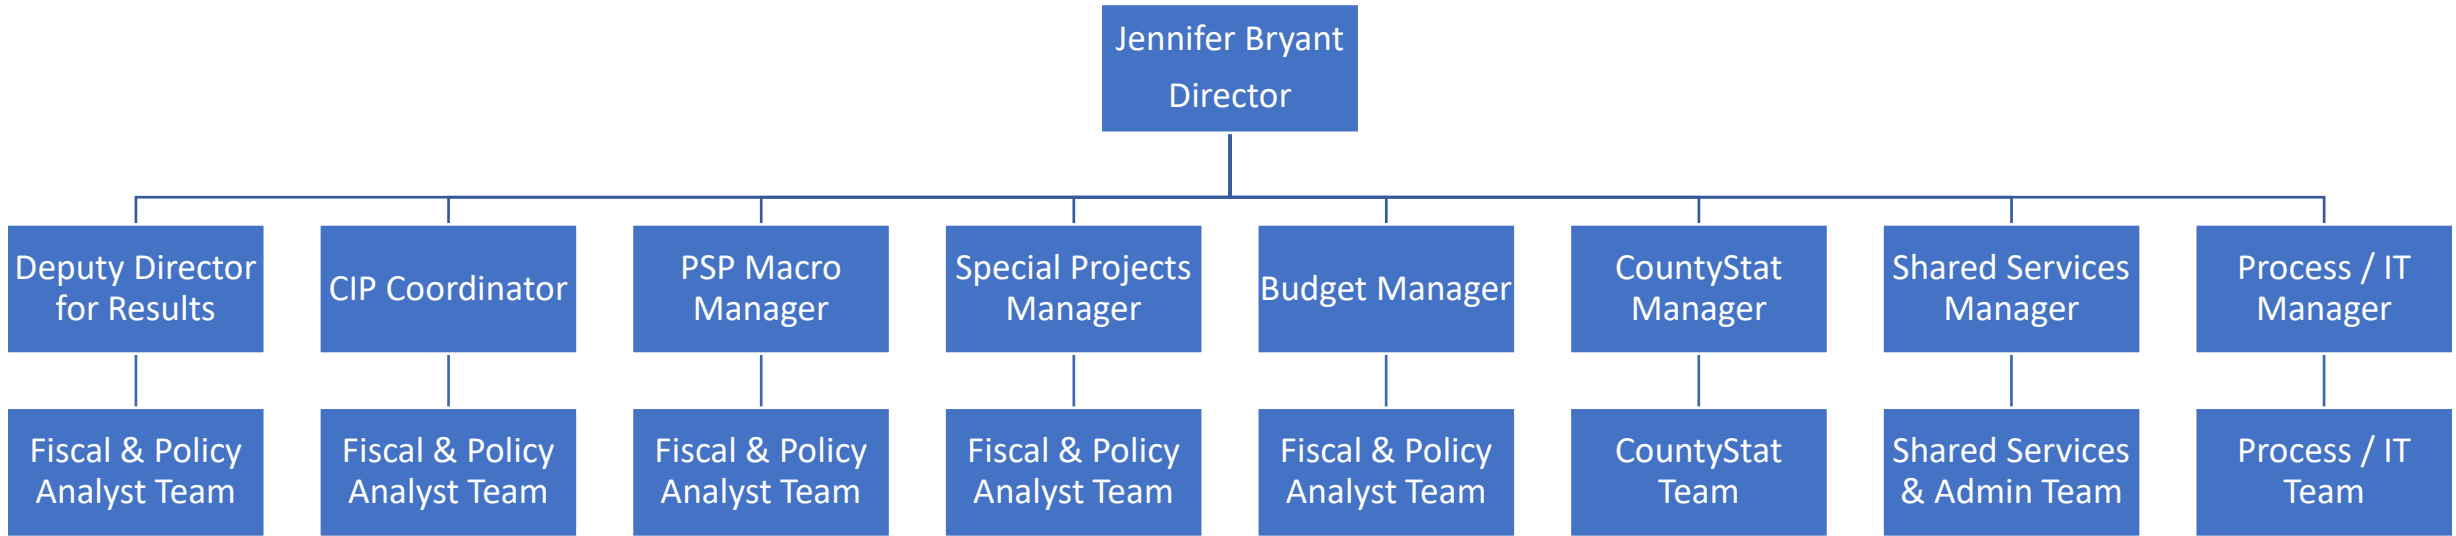 Jennifer Bryant
Director
Deputy Director
for Results
CIP Coordinator
PSP Macro
Manager
Special Projects
Manager
Budget Manager
CountyStat
Manager
Shared Services
Manager
Process / IT
Manager
Fiscal & Policy
Analyst Team
Fiscal & Policy
Analyst Team
Fiscal & Policy
Analyst Team
Fiscal & Policy
Analyst Team
Fiscal & Policy
Analyst Team
CountyStat
Team
Shared Services
& Admin Team
Process / IT
Team